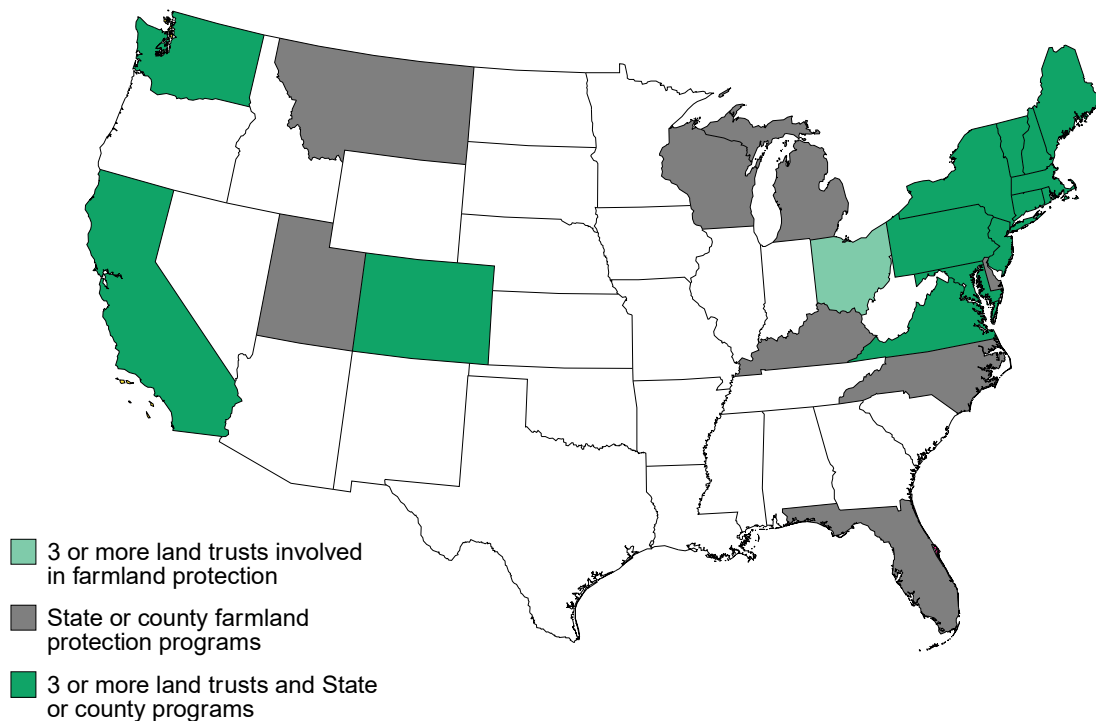 3 or more land trusts involved
in farmland protection
State or county farmland
protection programs
3 or more land trusts and State
or county programs